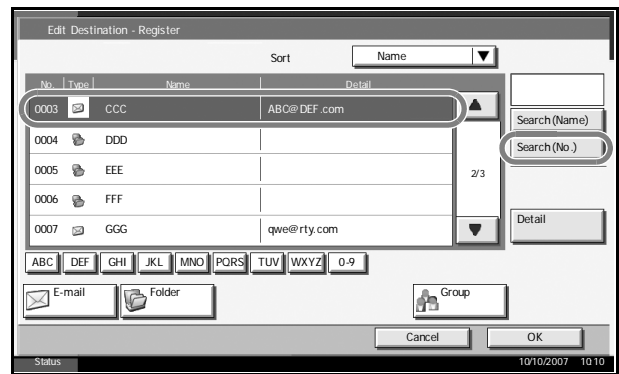 Edit Destination - Register
Sort Name
No. Type Name Detail
0003 CCC ABC@DEF.com
Search(Name)
0004 DDD
Search(No.)
0005 EEE
2/3
0006 FFF
0007 GGG qwe@rty.com
Detail
ABC DEF GHI JKL MNO PQRS TUV WXYZ 0-9
E-mail Folder Group
Cancel OK
Status 10/10/2007 10:10